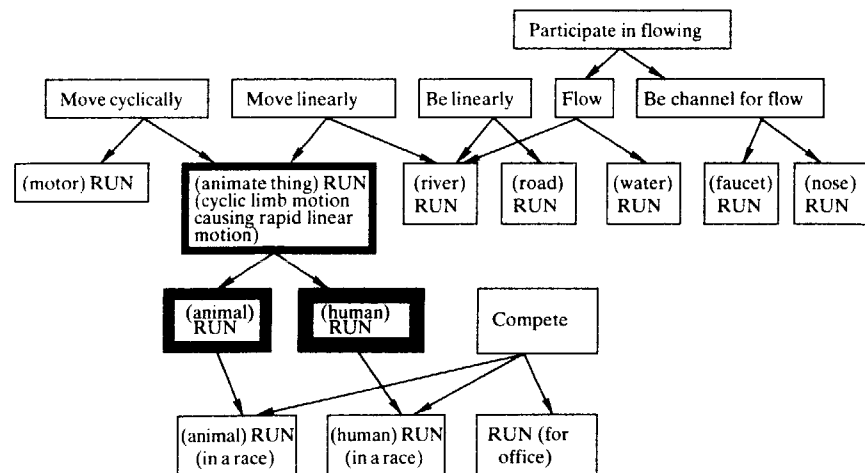 Participate in flowing
Move cyclically
Move linearly
Be linearly
Flow
Be channel for flow
(motor) RUN
(animate thing) RUN
(cyclic limb motion
causing rapid linear
motion)
(river)
RUN
(road)
RUN
(water)
RUN
(faucet)
RUN
(nose)
RUN
(animal)
RUN
(human)
RUN
Compete
(animal) RUN
(in a race)
(human) RUN
(in a race)
RUN (for
office)